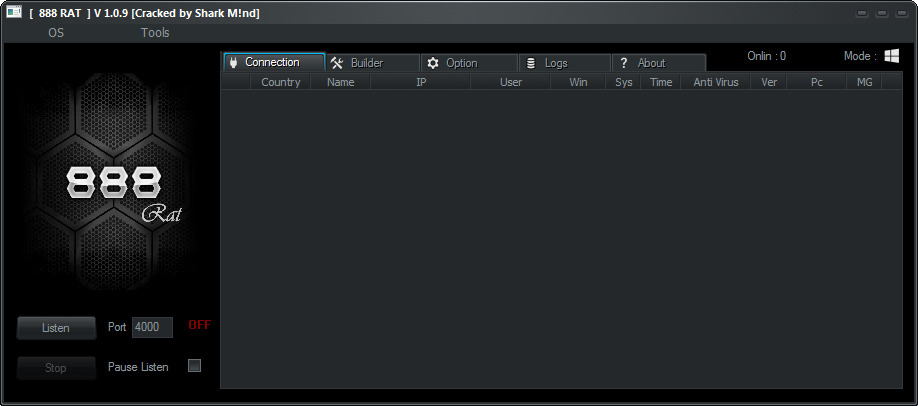 [ 888 RAT ] V 1.0.9 [Cracked by Shark M!nd]
OS Tools
Connection Builder Option Logs ? About Onlin : 0 Mode :
Country Name IP User Win Sys Time Anti Virus Ver Pc MG
888
Rat
Listen Port 4000 OFF
Stop Pause Listen